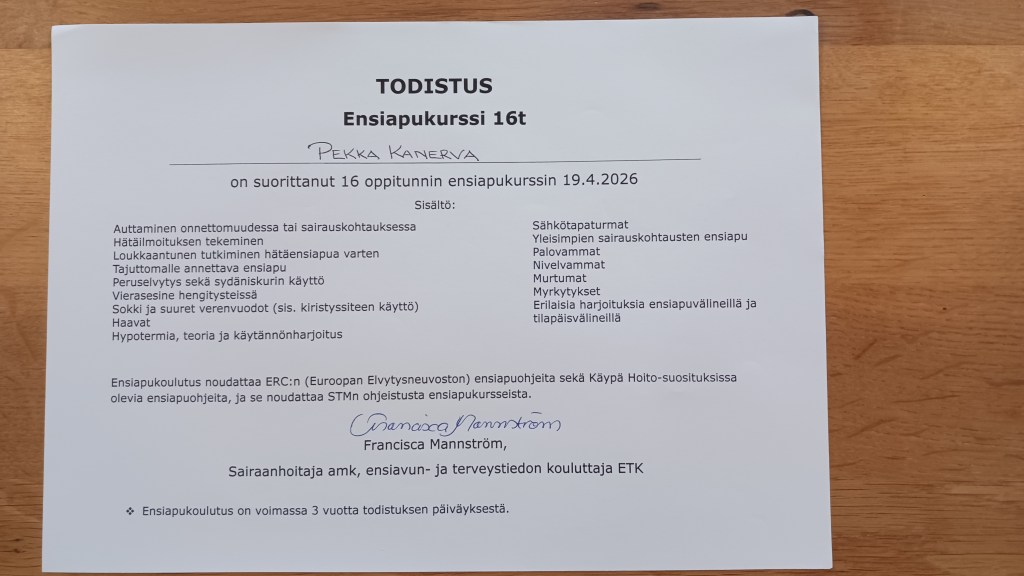 TODISTUS
Ensiapukurssi 16t
PEKKA KANERVA
on suorittanut 16 oppitunnin ensiapukurssin 19.4.2026
Sisältö:
Auttaminen onnettomuudessa tai sairauskohtauksessa
Hätäilmoituksen tekeminen
Loukkaantunen tutkiminen hätäensiapua varten
Tajuttomalle annettava ensiapu
Peruselvytys sekä sydäniskurin käyttö
Vierasesine hengitysteissä
Sokki ja suuret verenvuodot (sis. kiristyssiteen käyttö)
Haavat
Hypotermia, teoria ja käytännönharjoitus
Sähkötapaturmat
Yleisimpien sairauskohtausten ensiapu
Palovammat
Nivelvammat
Murtumat
Myrkytykset
Erilaisia harjoituksia ensiapuvälineillä ja
tilapäisvälineillä
Ensiapukoulutus noudattaa ERC:n (Euroopan Elvytysneuvoston) ensiapuohjeita sekä Käypä Hoito-suosituksissa
olevia ensiapuohjeita, ja se noudattaa STMn ohjeistusta ensiapukursseista.
Francisca Mannström
Francisca Mannström,
Sairaanhoitaja amk, ensiavun- ja terveystiedon kouluttaja ETK
❖ Ensiapukoulutus on voimassa 3 vuotta todistuksen päiväyksestä.